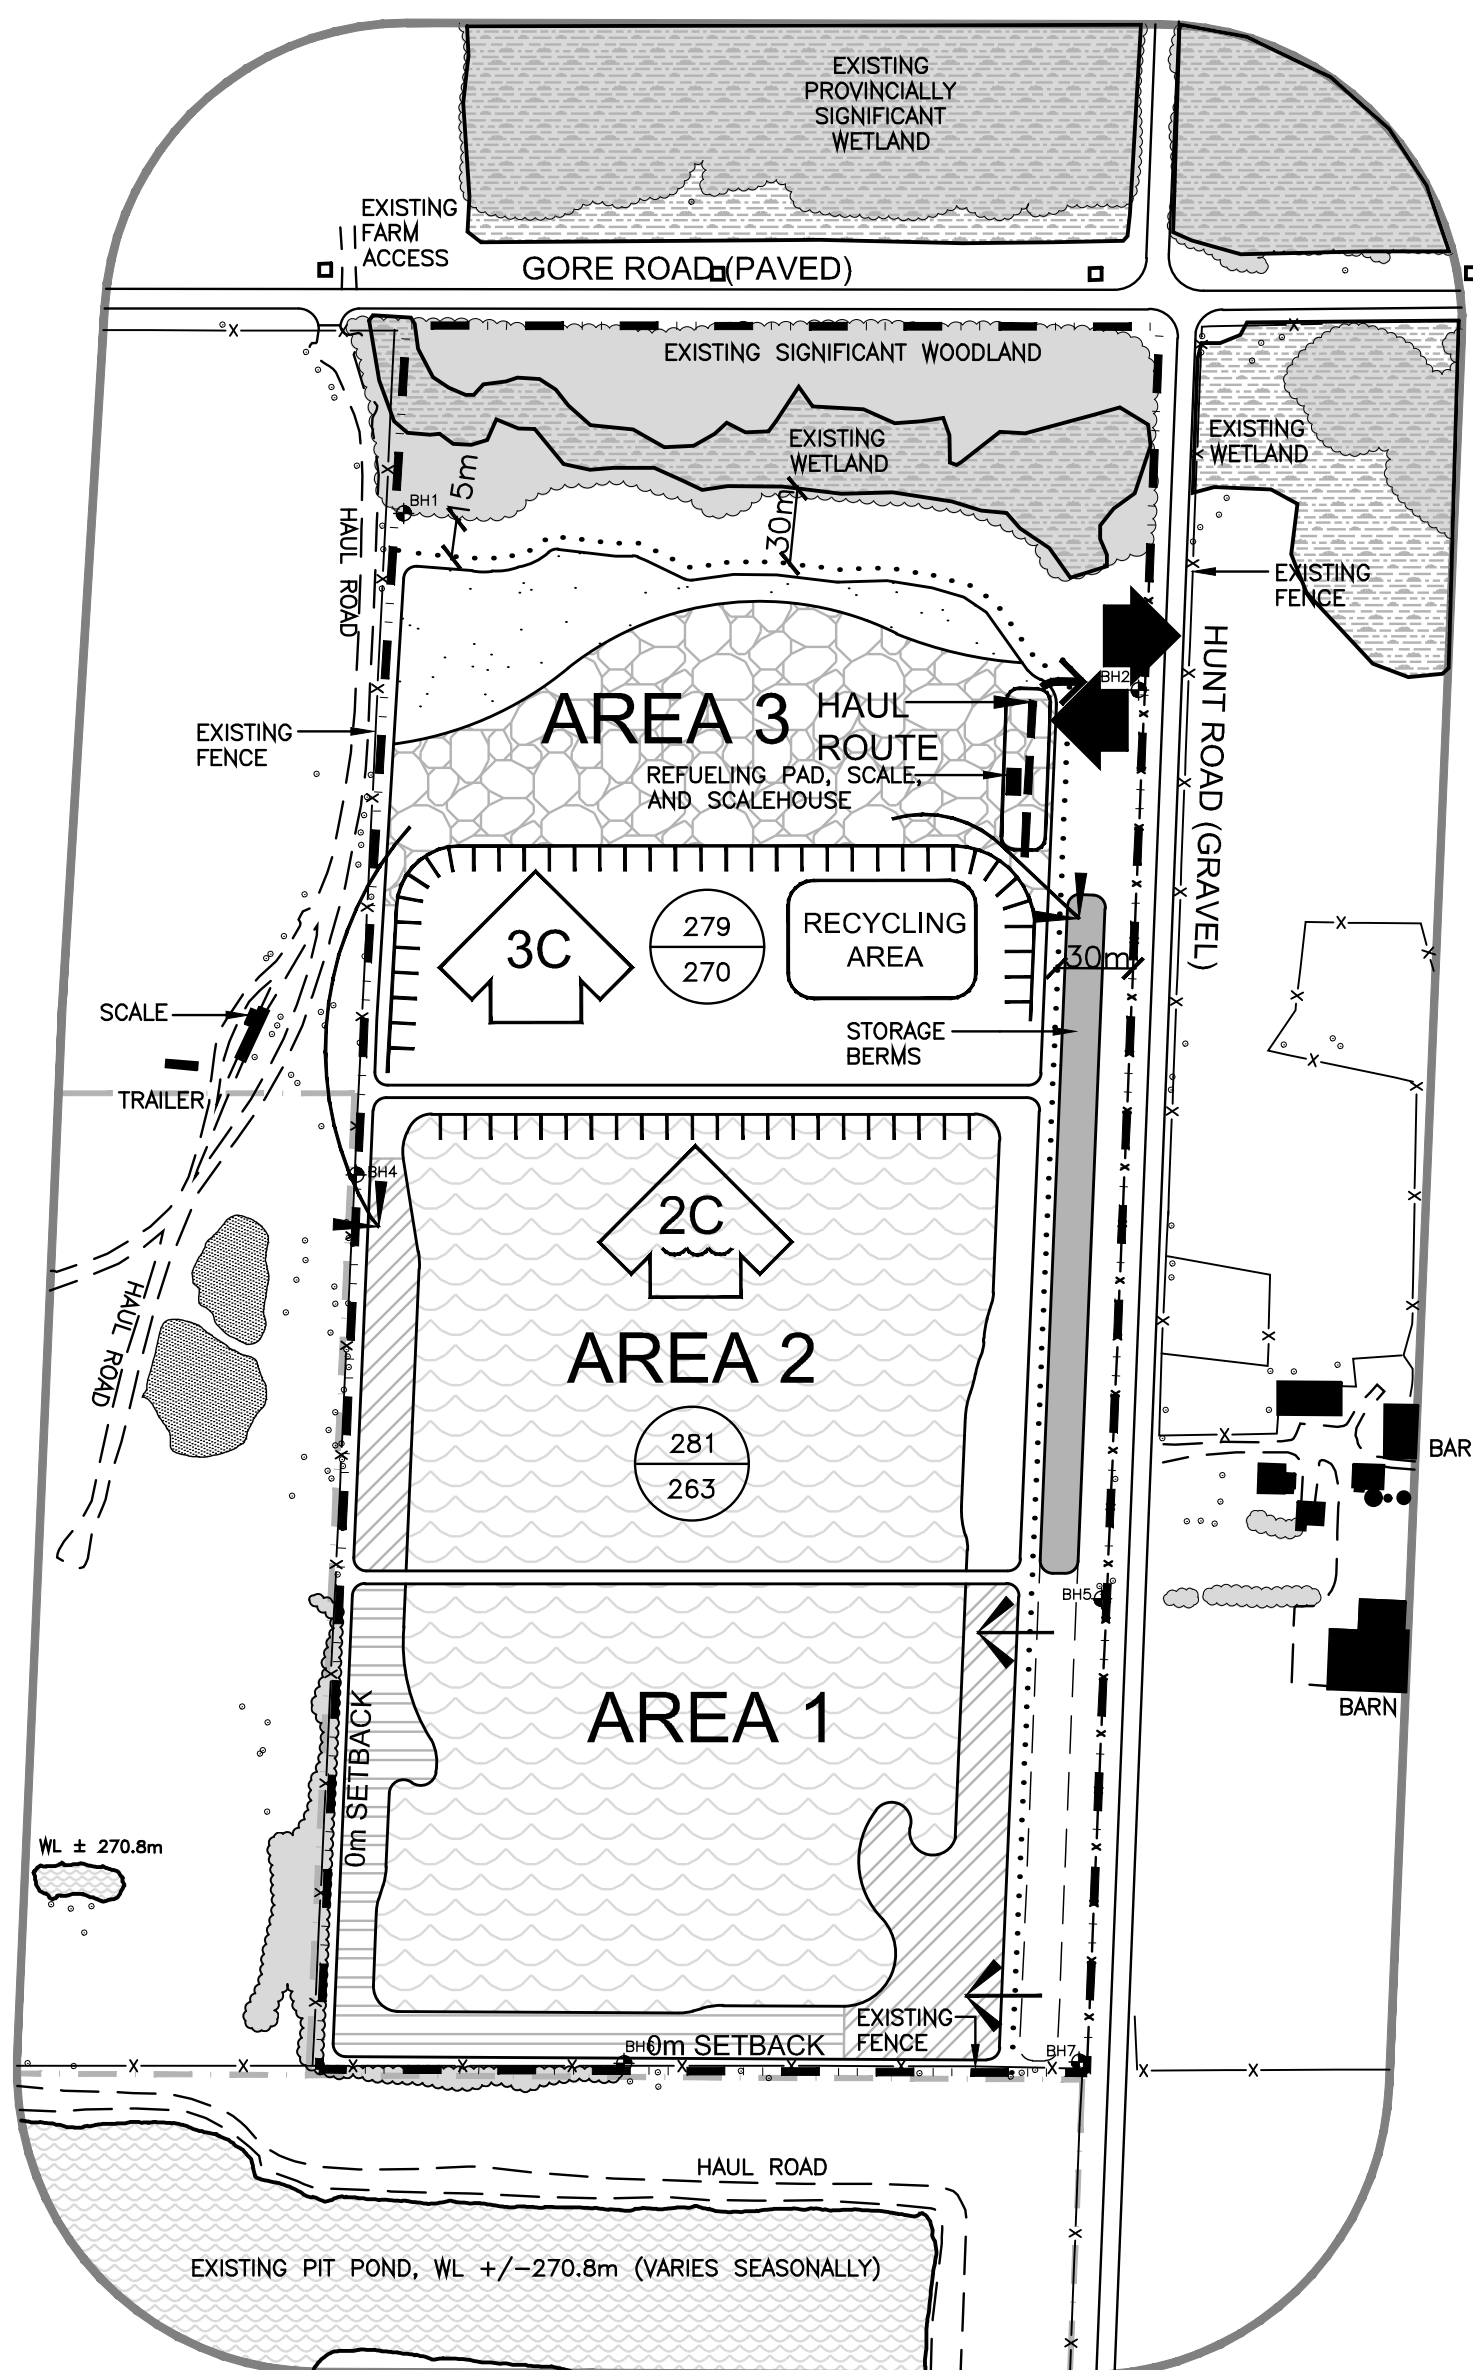 EXISTING
PROVINCIALLY
SIGNIFICANT
WETLAND
EXISTING
FARM
ACCESS
GORE ROAD (PAVED)
EXISTING SIGNIFICANT WOODLAND
EXISTING
WETLAND
EXISTING
WETLAND
15m
BH1
30m
HAUL ROAD
EXISTING
FENCE
HUNT ROAD (GRAVEL)
BH2
AREA 3
HAUL
ROUTE
EXISTING
FENCE
REFUELING PAD, SCALE,
AND SCALEHOUSE
3C
279
270
RECYCLING
AREA
30m
SCALE
STORAGE
BERMS
TRAILER
BH4
2C
HAUL ROAD
AREA 2
281
263
BAR
BH5
AREA 1
0m SETBACK
BARN
WL ± 270.8m
EXISTING
FENCE
BH6
0m SETBACK
BH7
HAUL ROAD
EXISTING PIT POND, WL +/-270.8m (VARIES SEASONALLY)